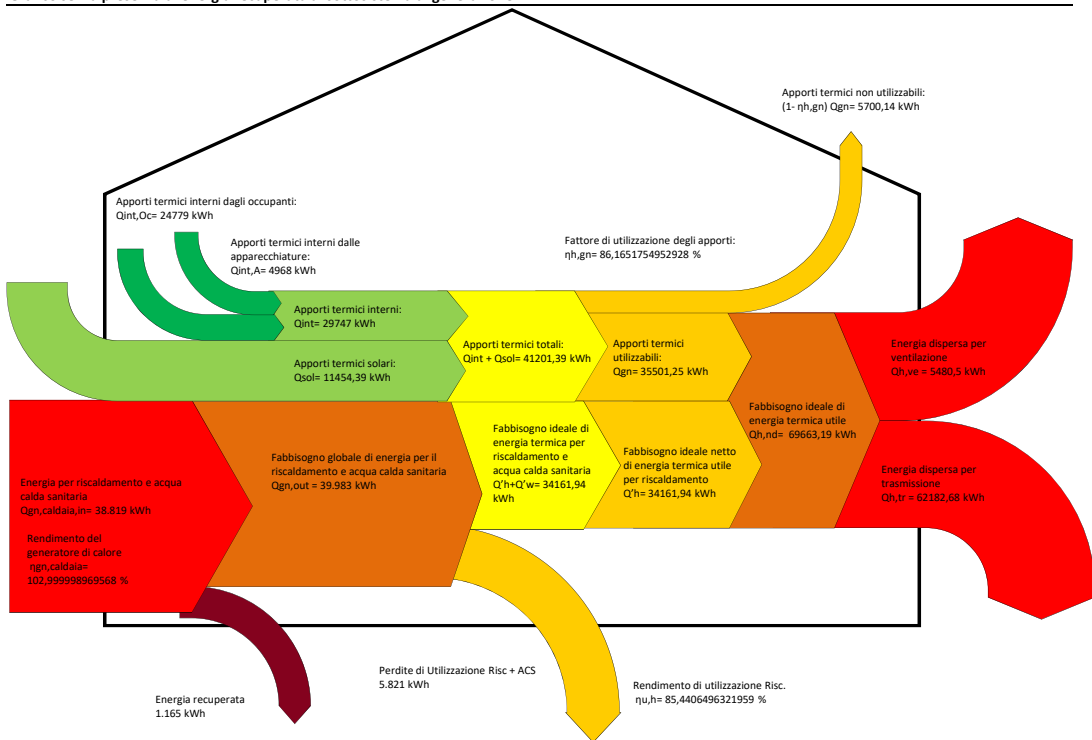 Apporti termici non utilizzabili:
(1- ηh,gn) Qgn= 5700,14 kWh
Apporti termici interni dagli occupanti:
Qint,Oc= 24779 kWh
Apporti termici interni dalle
apparecchiature:
Qint,A= 4968 kWh
Fattore di utilizzazione degli apporti:
ηh,gn= 86,1651754952928 %
Apporti termici interni:
Qint= 29747 kWh
Apporti termici solari:
Qsol= 11454,39 kWh
Apporti termici totali:
Qint + Qsol= 41201,39 kWh
Apporti termici
utilizzabili:
Qgn= 35501,25 kWh
Energia dispersa per
ventilazione
Qh,ve = 5480,5 kWh
Fabbisogno ideale di
energia termica utile
Qh,nd=  69663,19 kWh
Energia per riscaldamento e acqua
calda sanitaria
Qgn,caldaia,in= 38.819 kWh
Rendimento del
generatore di calore
ηgn,caldaia=
102,999998969568 %
Fabbisogno globale di energia per il
riscaldamento e acqua calda sanitaria
Qgn,out = 39.983 kWh
Fabbisogno ideale di
energia termica per
riscaldamento e
acqua calda sanitaria
Q’h+Q’w= 34161,94
kWh
Fabbisogno ideale netto
di energia termica utile
per riscaldamento
Q’h= 34161,94 kWh
Energia dispersa per
trasmissione
Qh,tr = 62182,68 kWh
Energia recuperata
1.165 kWh
Perdite di Utilizzazione Risc + ACS
5.821 kWh
Rendimento di utilizzazione Risc.
ηu,h= 85,4406496321959 %